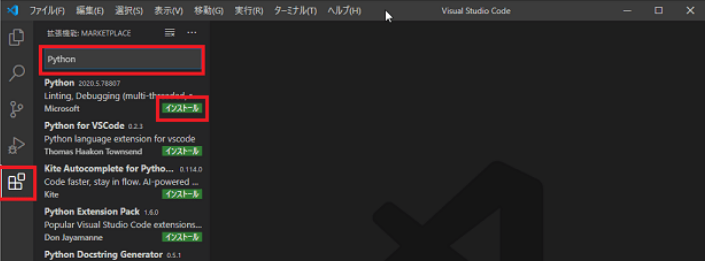 ファイル(F) 編集(E) 選択(S) 表示(V) 移動(G) 実行(R) ターミナル(T) ヘルプ(H) Visual Studio Code
拡張機能: MARKETPLACE
Python
Python 2020.5.78807
Linting, Debugging (multi-threaded, r
Microsoft インストール
Python for VSCode 0.2.3
Python language extension for vscode
Thomas Haakon Townsend インストール
Kite Autocomplete for Pytho... 0.114.0
Code faster, stay in flow. AI-powered ...
Kite インストール
Python Extension Pack 1.6.0
Popular Visual Studio Code extensions...
Don Jayamanne インストール
Python Docstring Generator 0.5.1